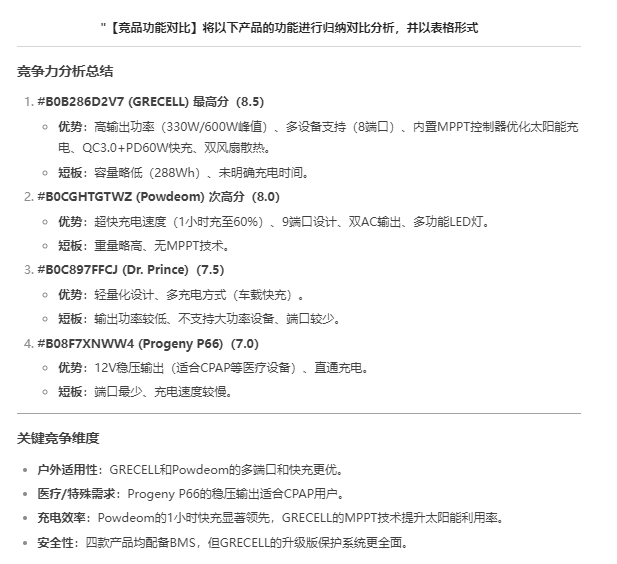 "【竞品功能对比】将以下产品的功能进行归纳对比分析，并以表格形式
竞争力分析总结
1. #B0B286D2V7 (GRECELL) 最高分（8.5）
优势：高输出功率（330W/600W峰值）、多设备支持（8端口）、内置MPPT控制器优化太阳能充
电、QC3.0+PD60W快充、双风扇散热。
短板：容量略低（288Wh）、未明确充电时间。
2. #B0CGHTGTWZ (Powdeom) 次高分（8.0）
优势：超快充电速度（1小时充至60%）、9端口设计、双AC输出、多功能LED灯。
短板：重量略高、无MPPT技术。
3. #B0C897FFCJ (Dr. Prince)（7.5）
优势：轻量化设计、多充电方式（车载快充）。
短板：输出功率较低、不支持大功率设备、端口较少。
4. #B08F7XNWW4 (Progeny P66)（7.0）
优势：12V稳压输出（适合CPAP等医疗设备）、直通充电。
短板：端口最少、充电速度较慢。
关键竞争维度
户外适用性：GRECELL和Powdeom的多端口和快充更优。
医疗/特殊需求：Progeny P66的稳压输出适合CPAP用户。
充电效率：Powdeom的1小时快充显著领先，GRECELL的MPPT技术提升太阳能利用率。
安全性：四款产品均配备BMS，但GRECELL的升级版保护系统更全面。